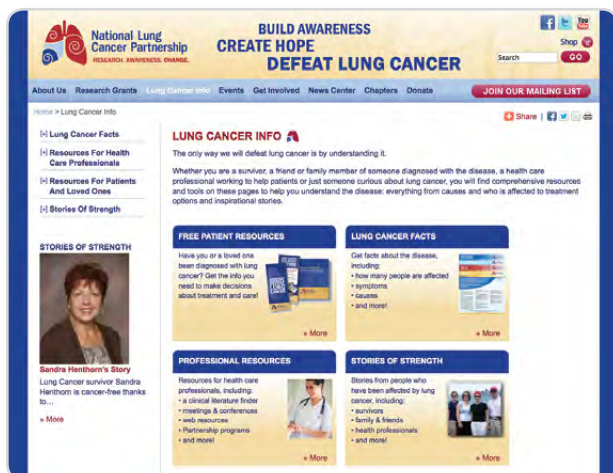 National Lung
Cancer Partnership
RESEARCH. AWARENESS. CHANGE.
BUILD AWARENESS
CREATE HOPE
DEFEAT LUNG CANCER
You
Shop
Search
GO
About Us Research Grants Lung Cancer Info Events Get Involved News Center Chapters Donate
JOIN OUR MAILING LIST
Home > Lung Cancer Info
Share |
[+] Lung Cancer Facts
[+] Resources For Health
Care Professionals
[+] Resources For Patients
And Loved Ones
[+] Stories Of Strength
STORIES OF STRENGTH
Sandra Henthorn's Story
Lung Cancer survivor Sandra
Henthorn is cancer-free thanks
to…
» More
LUNG CANCER INFO
The only way we will defeat lung cancer is by understanding it.
Whether you are a survivor, a friend or family member of someone diagnosed with the disease, a health care
professional working to help patients or just someone curious about lung cancer, you will find comprehensive resources
and tools on these pages to help you understand the disease: everything from causes and who is affected to treatment
options and inspirational stories.
FREE PATIENT RESOURCES
Have you or a loved one
been diagnosed with lung
cancer? Get the info you
need to make decisions
about treatment and care!
» More
LUNG CANCER FACTS
Get facts about the disease,
including:
• how many people are affected
• symptoms
• causes
• and more!
» More
PROFESSIONAL RESOURCES
Resources for health care
professionals, including:
• a clinical literature finder
• meetings & conferences
• web resources
• Partnership programs
• and more!
» More
STORIES OF STRENGTH
Stories from people who
have been affected by lung
cancer, including:
• survivors
• family & friends
• health professionals
• and more!
» More